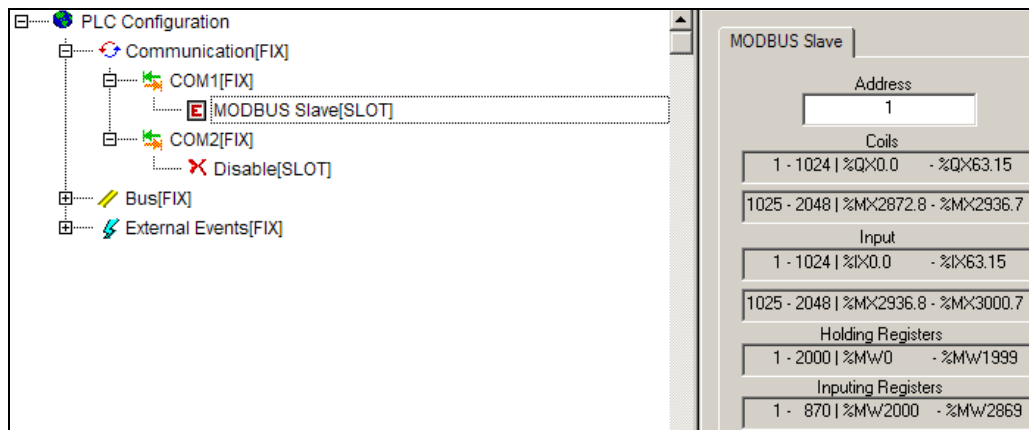 PLC Configuration
Communication[FIX]
COM1[FIX]
E MODBUS Slave[SLOT]
COM2[FIX]
Disable[SLOT]
Bus[FIX]
External Events[FIX]
MODBUS Slave
Address
1
Coils
1 - 1024 | %QX0.0 - %QX63.15
1025 - 2048 | %MX2872.8 - %MX2936.7
Input
1 - 1024 | %IX0.0 - %IX63.15
1025 - 2048 | %MX2936.8 - %MX3000.7
Holding Registers
1 - 2000 | %MW0 - %MW1999
Inputing Registers
1 - 870 | %MW2000 - %MW2869